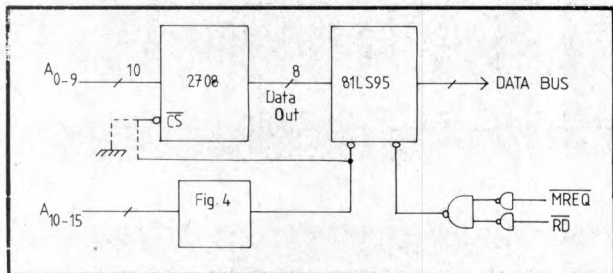 A0-9
10
2708
8
Data
Out
81LS95
DATA BUS
CS
A10-15
Fig. 4
MREQ
RD